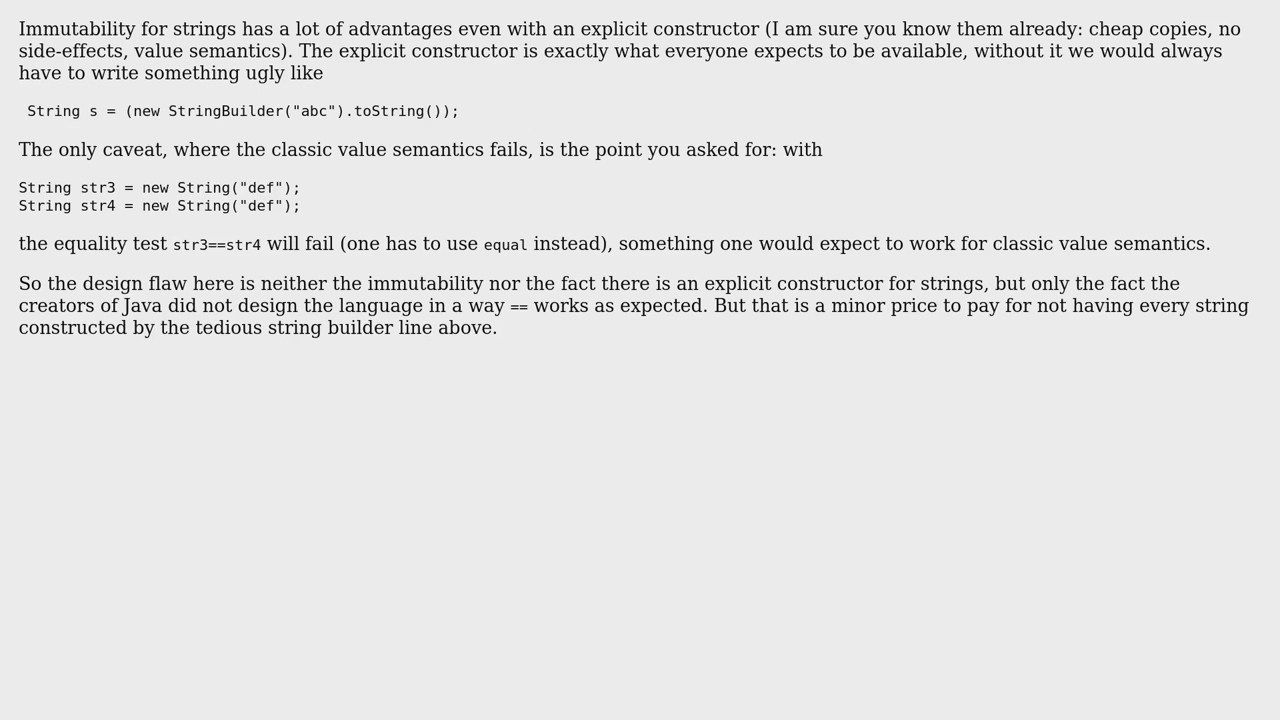 Immutability for strings has a lot of advantages even with an explicit constructor (I am sure you know them already: cheap copies, no
side-effects, value semantics). The explicit constructor is exactly what everyone expects to be available, without it we would always
have to write something ugly like
String s = (new StringBuilder("abc").toString());
The only caveat, where the classic value semantics fails, is the point you asked for: with
String str3 = new String("def");
String str4 = new String("def");
the equality test str3==str4 will fail (one has to use equal instead), something one would expect to work for classic value semantics.
So the design flaw here is neither the immutability nor the fact there is an explicit constructor for strings, but only the fact the
creators of Java did not design the language in a way == works as expected. But that is a minor price to pay for not having every string
constructed by the tedious string builder line above.